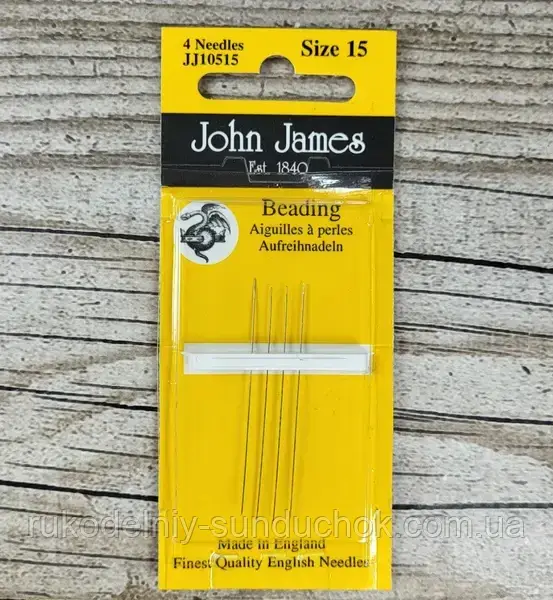 4 Needles
JJ10515
Size 15
John James
Est. 1840
Beading
Aiguilles à perles
Aufreihnadeln
rukodelniy-sunduchok.com.ua
Made in England
Finest Quality English Needles